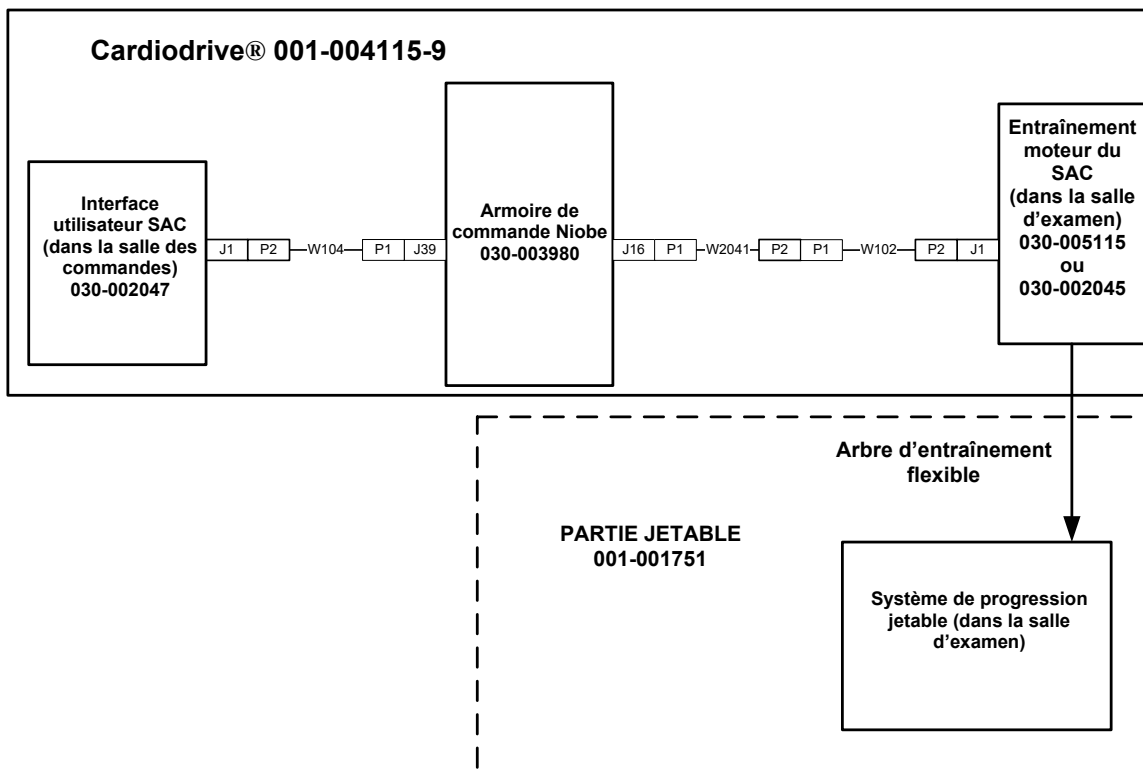 Cardiodrive® 001-004115-9
Interface
utilisateur SAC
(dans la salle des
commandes)
030-002047
J1 P2 W104 P1 J39
Armoire de
commande Niobe
030-003980
J16 P1 W2041 P2 P1 W102 P2 J1
Entraînement
moteur du
SAC
(dans la salle
d’examen)
030-005115
ou
030-002045
Arbre d’entraînement
flexible
PARTIE JETABLE
001-001751
Système de progression
jetable (dans la salle
d’examen)